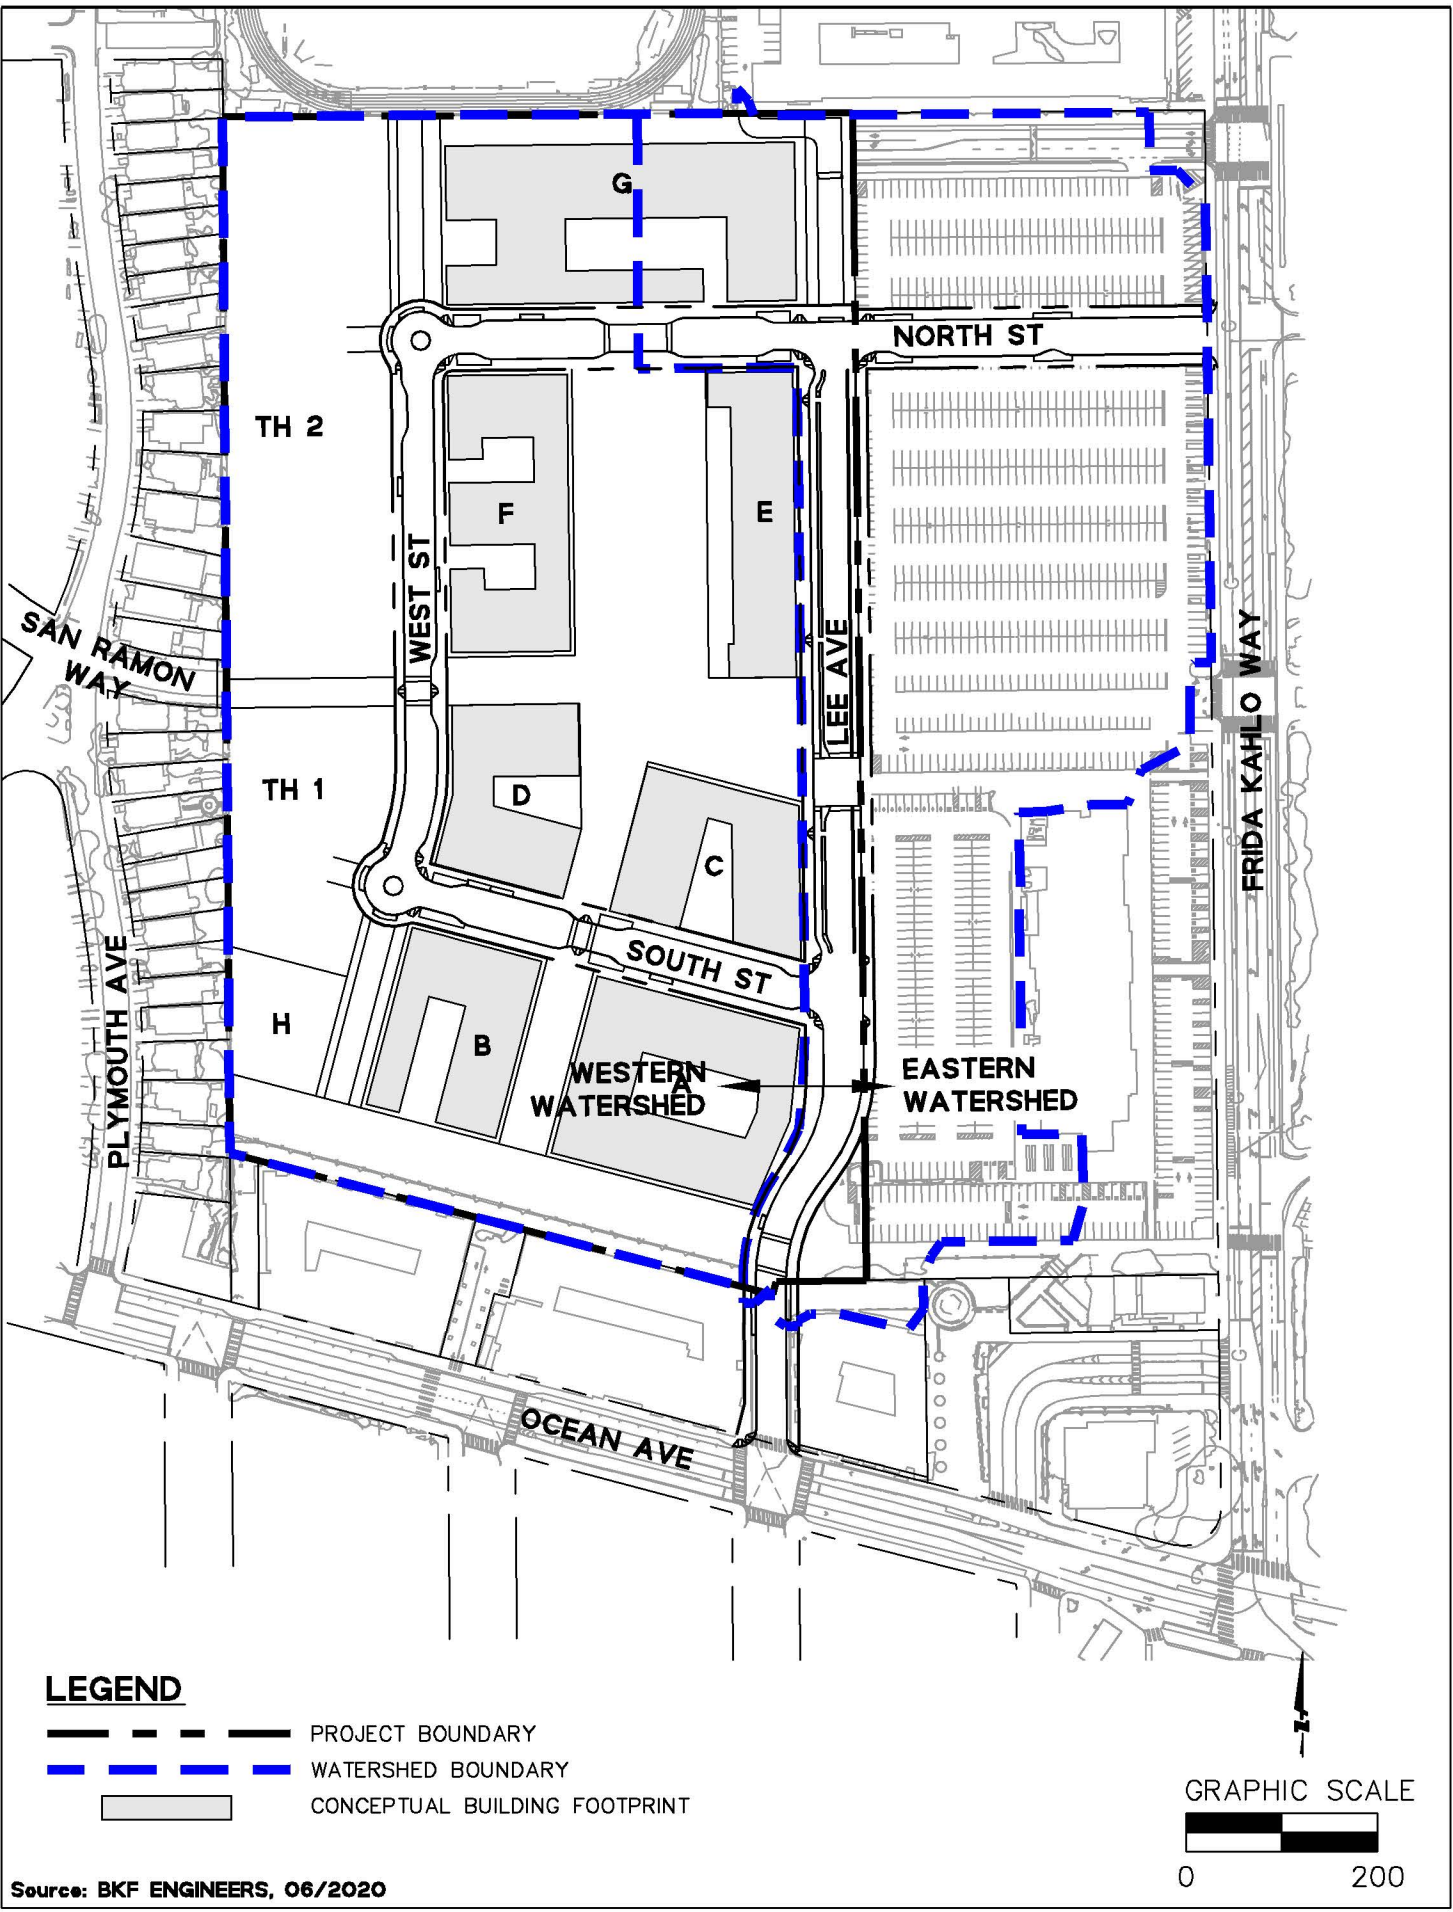 G
NORTH ST
TH 2
F
E
WEST ST
SAN RAMON
WAY
LEE AVE
FRIDA KAHLO WAY
TH 1
D
C
SOUTH ST
PLYMOUTH AVE
H
B
A
WESTERN
WATERSHED
EASTERN
WATERSHED
OCEAN AVE
LEGEND
PROJECT BOUNDARY
WATERSHED BOUNDARY
CONCEPTUAL BUILDING FOOTPRINT
GRAPHIC SCALE
0 200
Source: BKF ENGINEERS, 06/2020